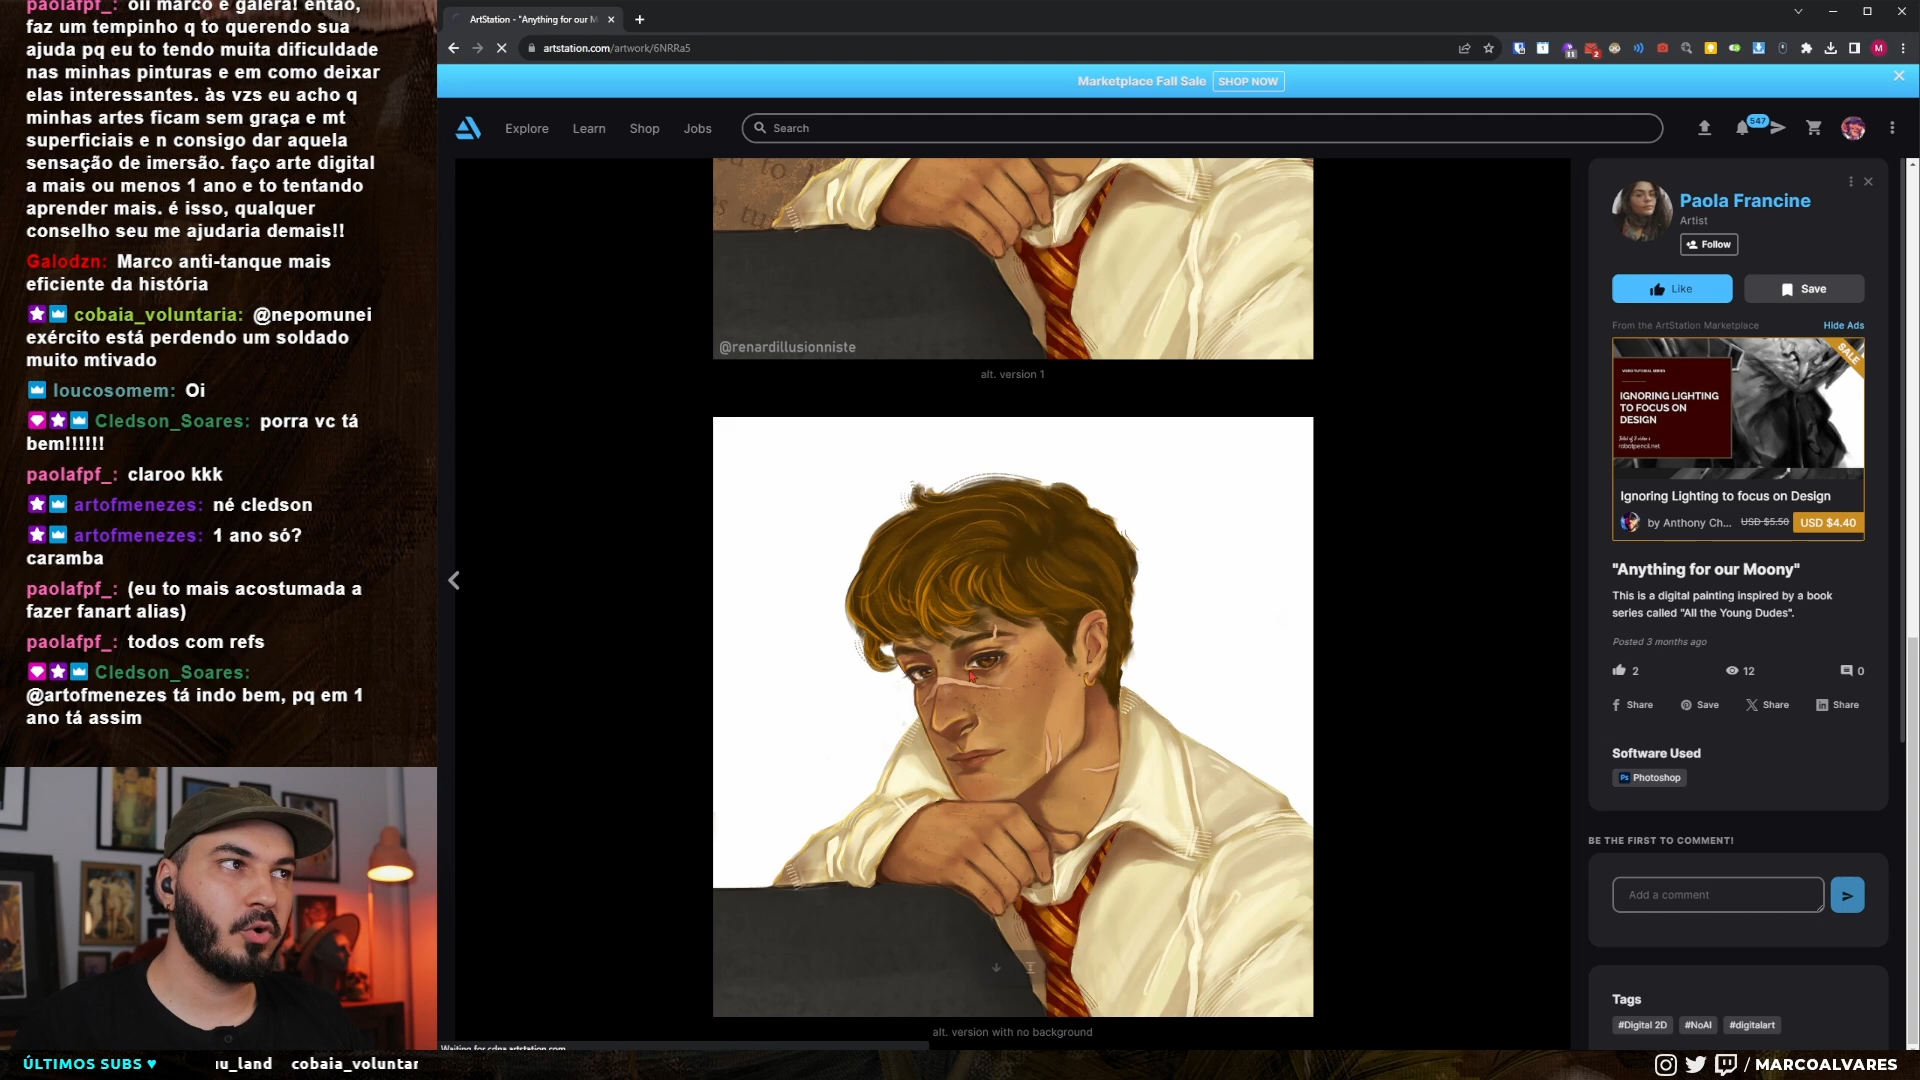 paolafpf_: oii marco e galera! então,
faz um tempinho q to querendo sua
ajuda pq eu to tendo muita dificuldade
nas minhas pinturas e em como deixar
elas interessantes. às vzs eu acho q
minhas artes ficam sem graça e mt
superficiais e n consigo dar aquela
sensação de imersão. faço arte digital
a mais ou menos 1 ano e to tentando
aprender mais. é isso, qualquer
conselho seu me ajudaria demais!!
Galodzn: Marco anti-tanque mais
eficiente da história
cobaia_voluntaria: @nepomunei
exército está perdendo um soldado
muito mtivado
loucosomem: Oi
Cledson_Soares: porra vc tá
bem!!!!!!
paolafpf_: claroo kkk
artofmenezes: né cledson
artofmenezes: 1 ano só?
caramba
paolafpf_: (eu to mais acostumada a
fazer fanart alias)
paolafpf_: todos com refs
Cledson_Soares:
@artofmenezes tá indo bem, pq em 1
ano tá assim
ÚLTIMOS SUBS ♥ ıu_land cobaia_voluntar
ArtStation - "Anything for our M
artstation.com/artwork/6NRRa5
11
2
M
Marketplace Fall Sale SHOP NOW
Explore Learn Shop Jobs Search 547
@renardillusionniste
alt. version 1
alt. version with no background
Waiting for cdna.artstation.com...
Paola Francine
Artist
Follow
Like Save
From the ArtStation Marketplace Hide Ads
SALE
VIDEO TUTORIAL SERIES
IGNORING LIGHTING
TO FOCUS ON
DESIGN
robotpencil.net
Ignoring Lighting to focus on Design
by Anthony Ch... USD $5.50 USD $4.40
"Anything for our Moony"
This is a digital painting inspired by a book
series called "All the Young Dudes".
Posted 3 months ago
2 12 0
Share Save Share Share
Software Used
Ps Photoshop
BE THE FIRST TO COMMENT!
Add a comment
Tags
#Digital 2D #NoAI #digitalart
/ MARCOALVARES